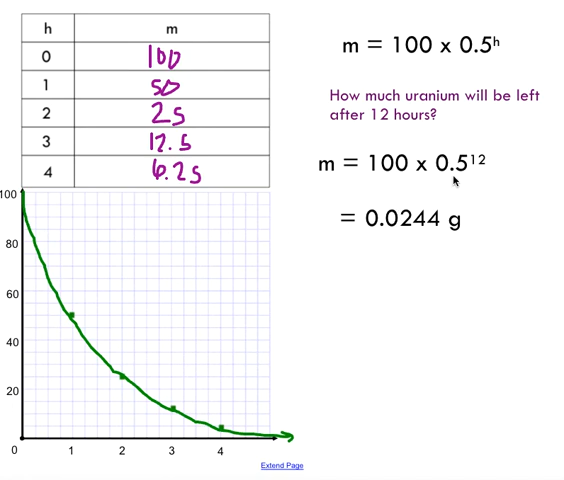 h m
0 100
1 50
2 25
3 12.5
4 6.25
m = 100 x 0.5ʰ
How much uranium will be left
after 12 hours?
m = 100 x 0.5¹²
= 0.0244 g
100
80
60
40
20
0 1 2 3 4
Extend Page